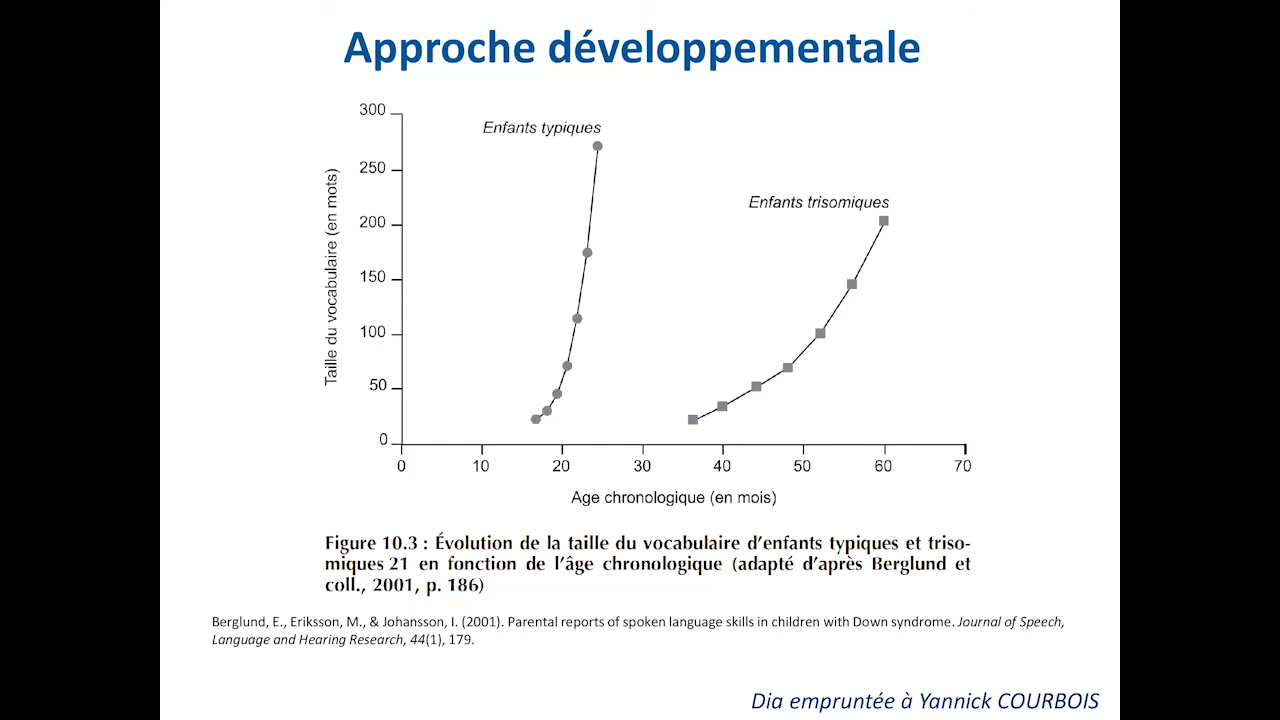 Approche développementale
300
Enfants typiques
250
Enfants trisomiques
200
150
100
50
0
Taille du vocabulaire (en mots)
0 10 20 30 40 50 60 70
Age chronologique (en mois)
Figure 10.3 : Évolution de la taille du vocabulaire d'enfants typiques et triso-
miques 21 en fonction de l'âge chronologique (adapté d'après Berglund et
coll., 2001, p. 186)
Berglund, E., Eriksson, M., & Johansson, I. (2001). Parental reports of spoken language skills in children with Down syndrome. Journal of Speech,
Language and Hearing Research, 44(1), 179.
Dia empruntée à Yannick COURBOIS